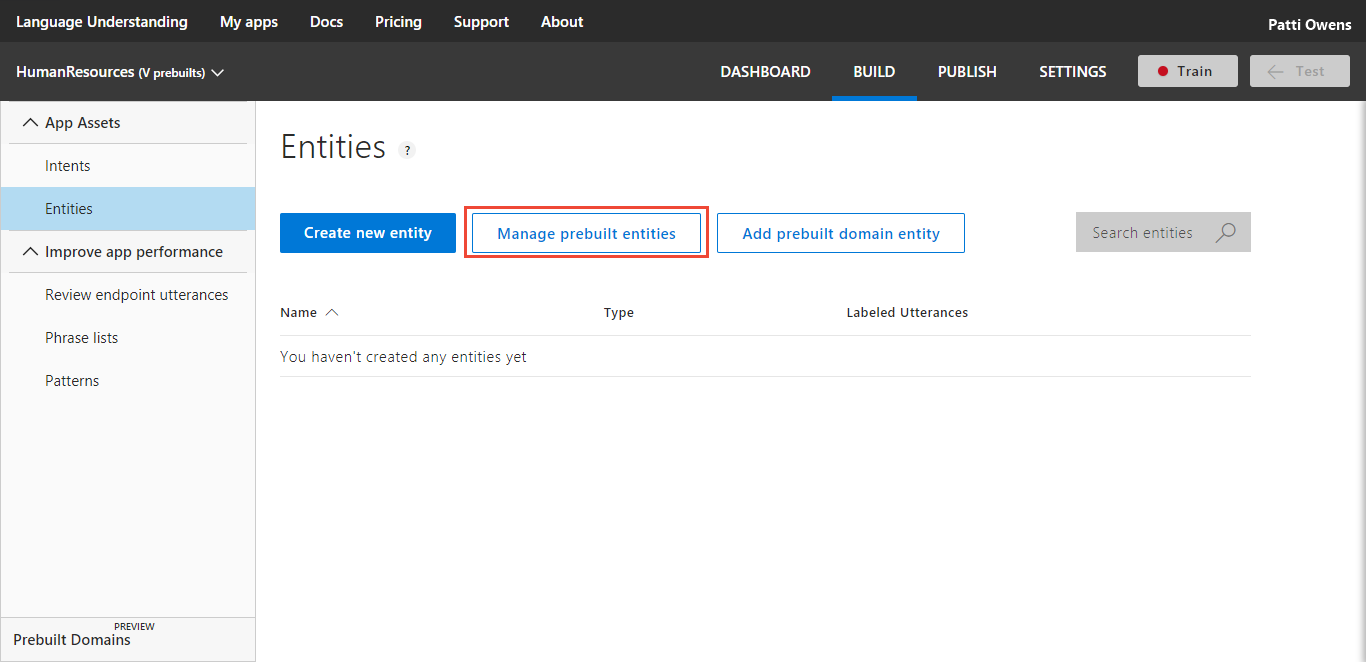 Language Understanding My apps Docs Pricing Support About Patti Owens
HumanResources (V prebuilts) DASHBOARD BUILD PUBLISH SETTINGS Train Test
App Assets
Intents
Entities
Improve app performance
Review endpoint utterances
Phrase lists
Patterns
PREVIEW
Prebuilt Domains
Entities ?
Create new entity Manage prebuilt entities Add prebuilt domain entity Search entities
Name Type Labeled Utterances
You haven't created any entities yet